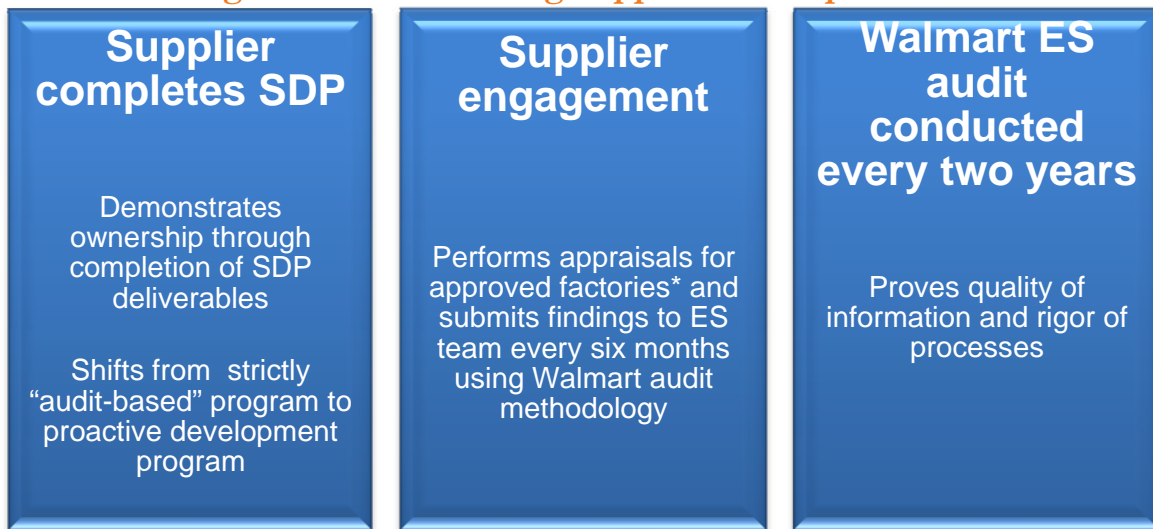 Supplier
completes SDP
Demonstrates
ownership through
completion of SDP
deliverables
Shifts from strictly
“audit-based” program to
proactive development
program
Supplier
engagement
Performs appraisals for
approved factories* and
submits findings to ES
team every six months
using Walmart audit
methodology
Walmart ES
audit
conducted
every two years
Proves quality of
information and rigor of
processes